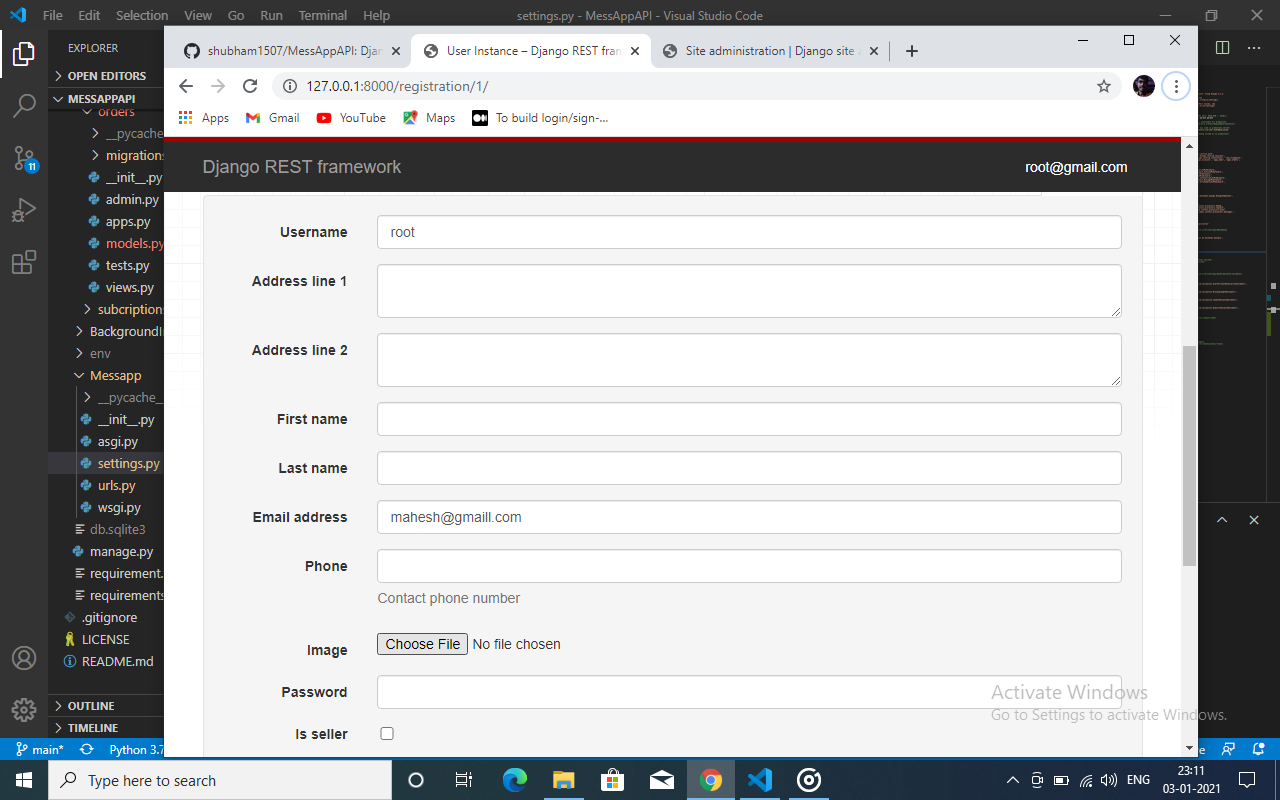 File Edit Selection View Go Run Terminal Help settings.py - MessAppAPI - Visual Studio Code
EXPLORER
OPEN EDITORS
MESSAPPAPI
orders
__pycache
migrations
__init__.py
admin.py
apps.py
models.py
tests.py
views.py
subcription
BackgroundI
env
Messapp
__pycache__
__init__.py
asgi.py
settings.py
urls.py
wsgi.py
db.sqlite3
manage.py
requirement.
requirements
.gitignore
LICENSE
README.md
OUTLINE
TIMELINE
11
main* Python 3.7
shubham1507/MessAppAPI: Djan
User Instance – Django REST fram
Site administration | Django site
127.0.0.1:8000/registration/1/
Apps Gmail YouTube Maps To build login/sign-...
Django REST framework root@gmail.com
Username root
Address line 1
Address line 2
First name
Last name
Email address mahesh@gmaill.com
Phone
Contact phone number
Image Choose File No file chosen
Password
Is seller
Activate Windows
Go to Settings to activate Windows.
Type here to search
ENG
23:11
03-01-2021